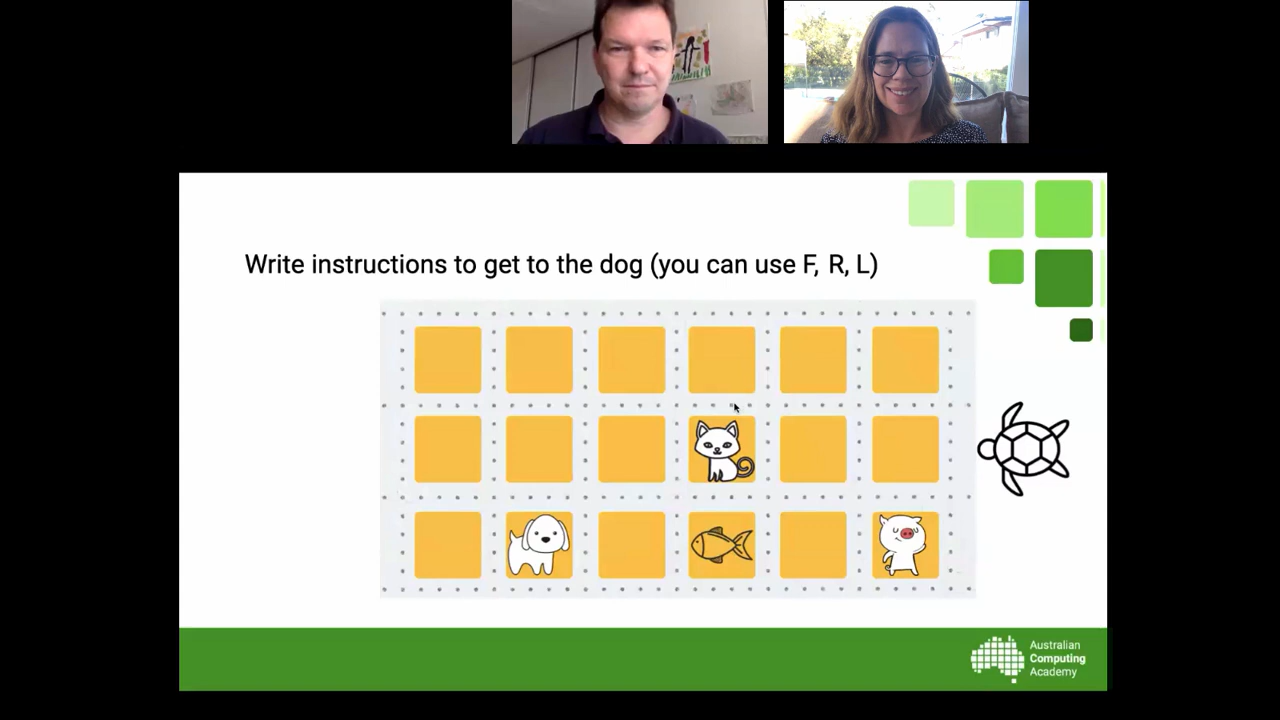 Write instructions to get to the dog (you can use F, R, L)
Australian
Computing
Academy